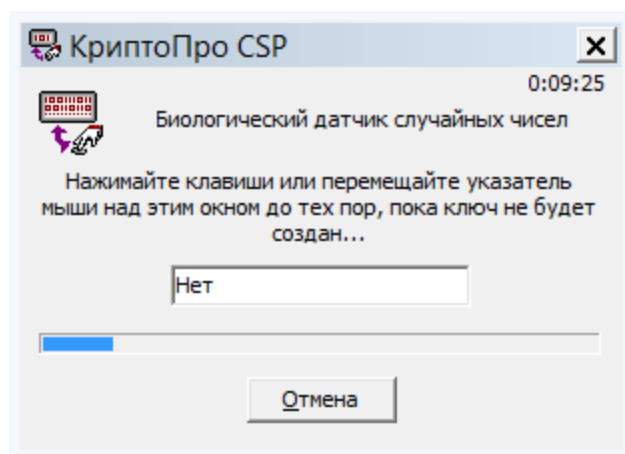 КриптоПро CSP
0:09:25
Биологический датчик случайных чисел
Нажимайте клавиши или перемещайте указатель
мыши над этим окном до тех пор, пока ключ не будет
создан...
Нет
Отмена